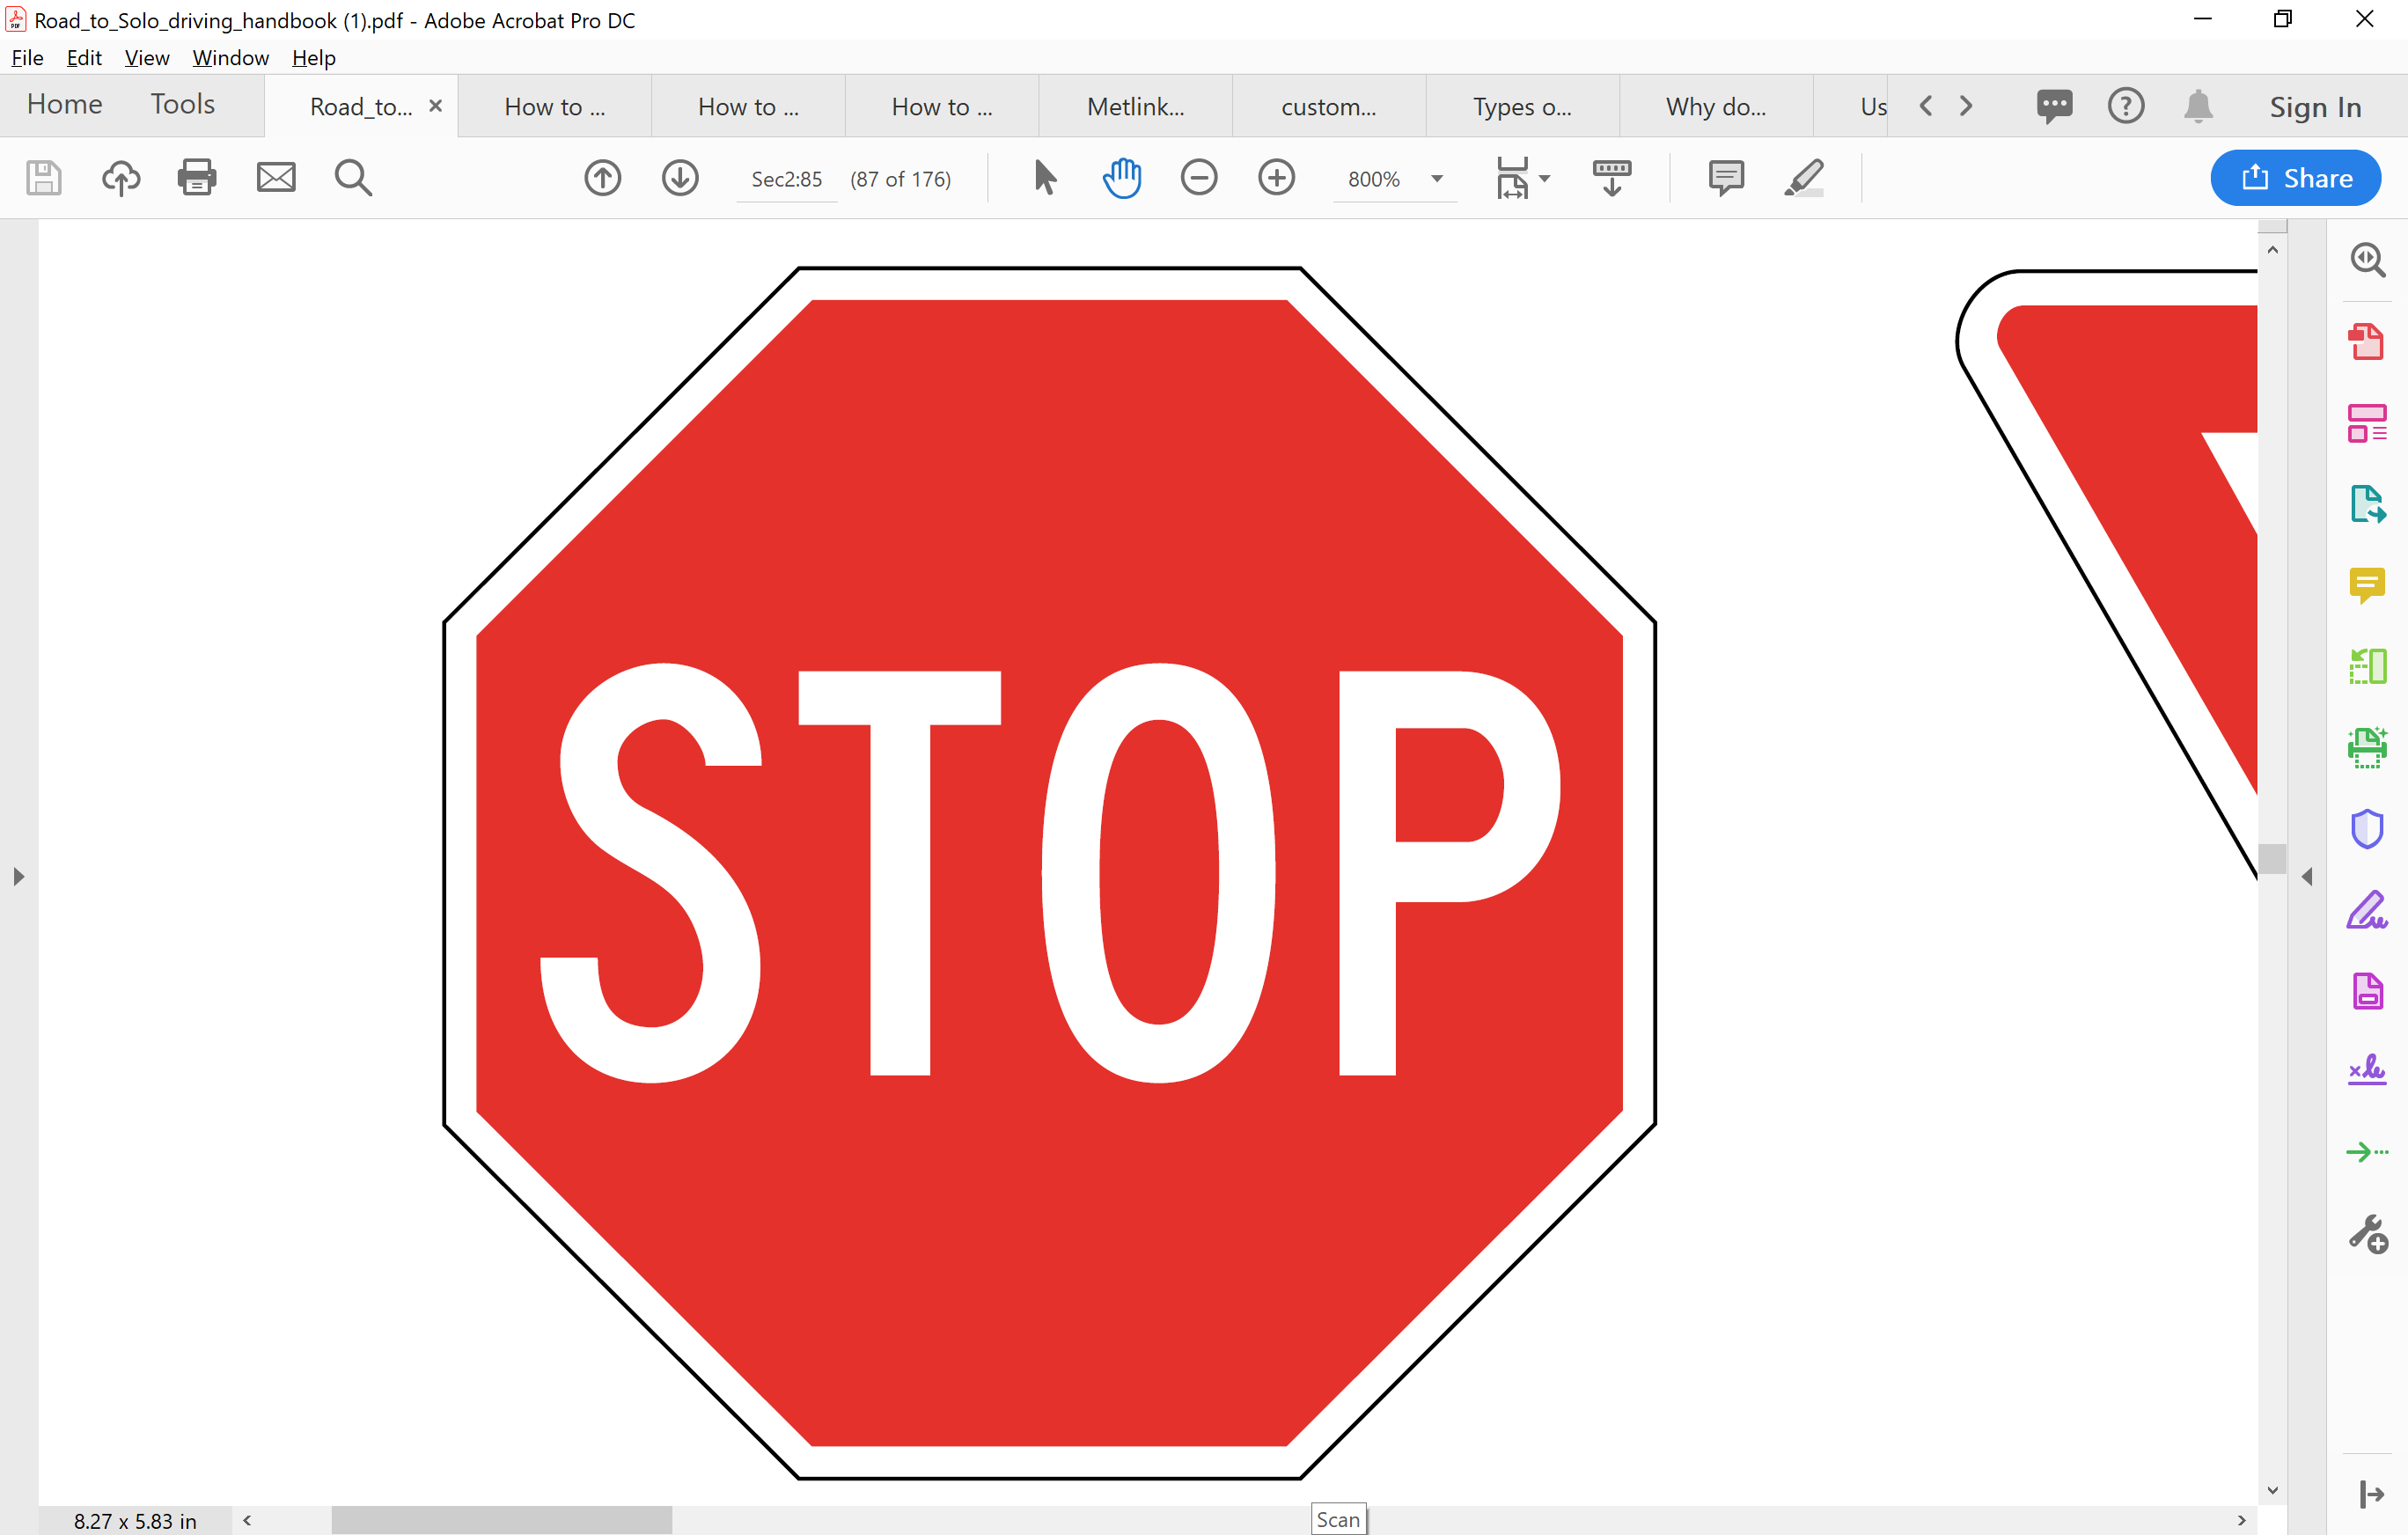 Road_to_Solo_driving_handbook (1).pdf - Adobe Acrobat Pro DC
File Edit View Window Help
Home Tools Road_to... × How to ... How to ... How to ... Metlink... custom... Types o... Why do... Us Sign In
Sec2:85 (87 of 176) 800% Share
STOP
8.27 x 5.83 in
Scan